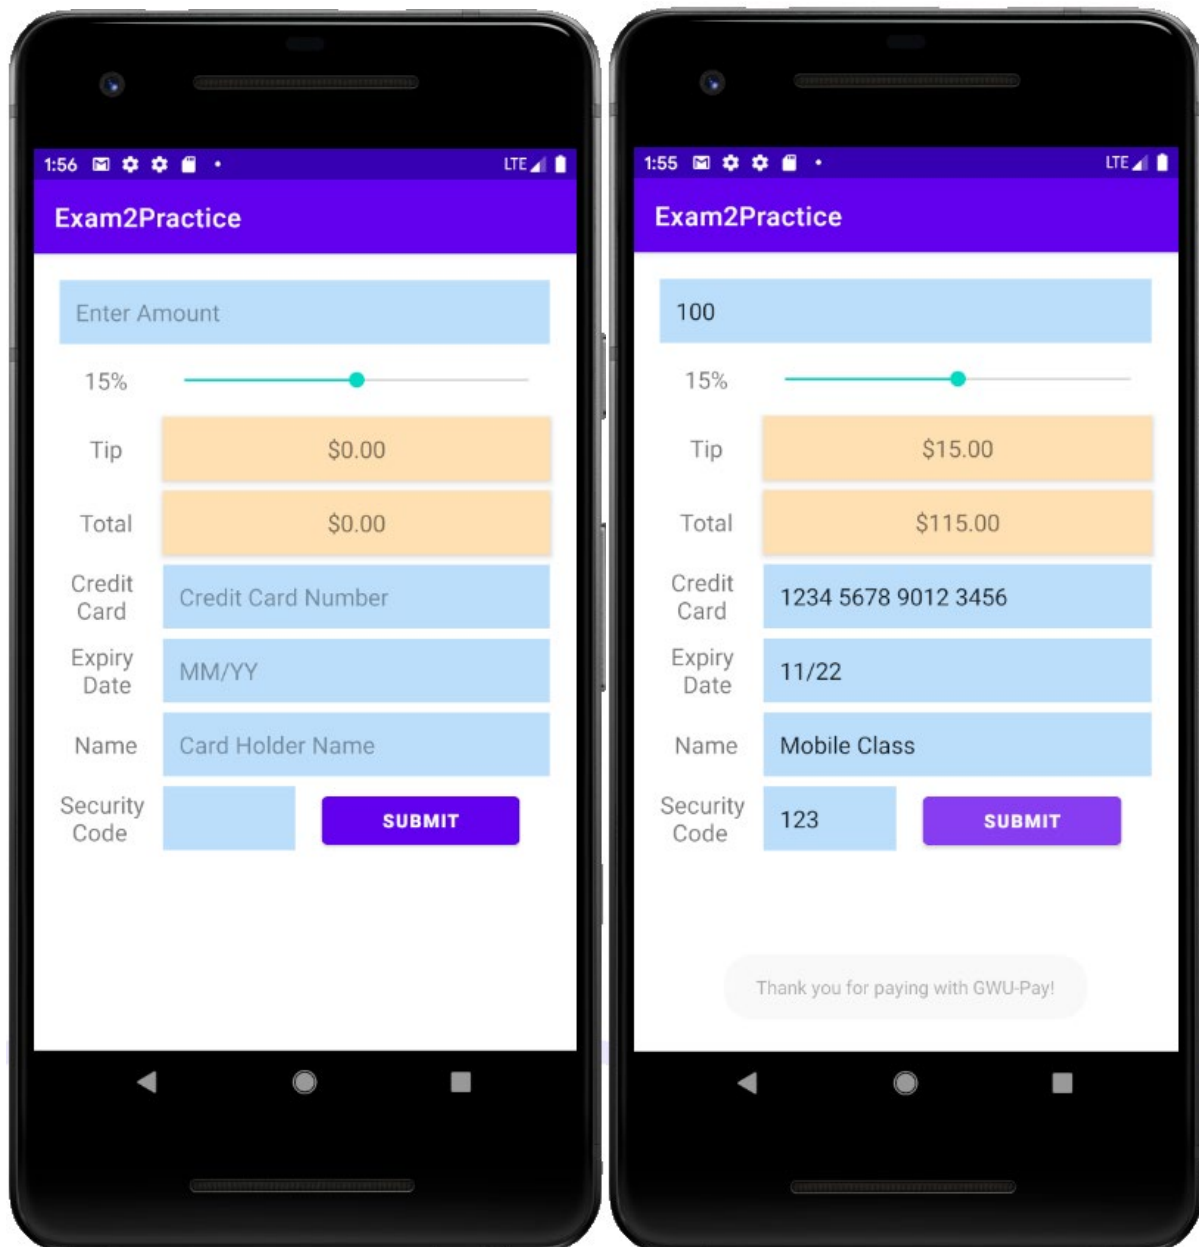 1:56
LTE
Exam2Practice
Enter Amount
15%
Tip
$0.00
Total
$0.00
Credit
Card
Credit Card Number
Expiry
Date
MM/YY
Name
Card Holder Name
Security
Code
SUBMIT
1:55
LTE
Exam2Practice
100
15%
Tip
$15.00
Total
$115.00
Credit
Card
1234 5678 9012 3456
Expiry
Date
11/22
Name
Mobile Class
Security
Code
123
SUBMIT
Thank you for paying with GWU-Pay!